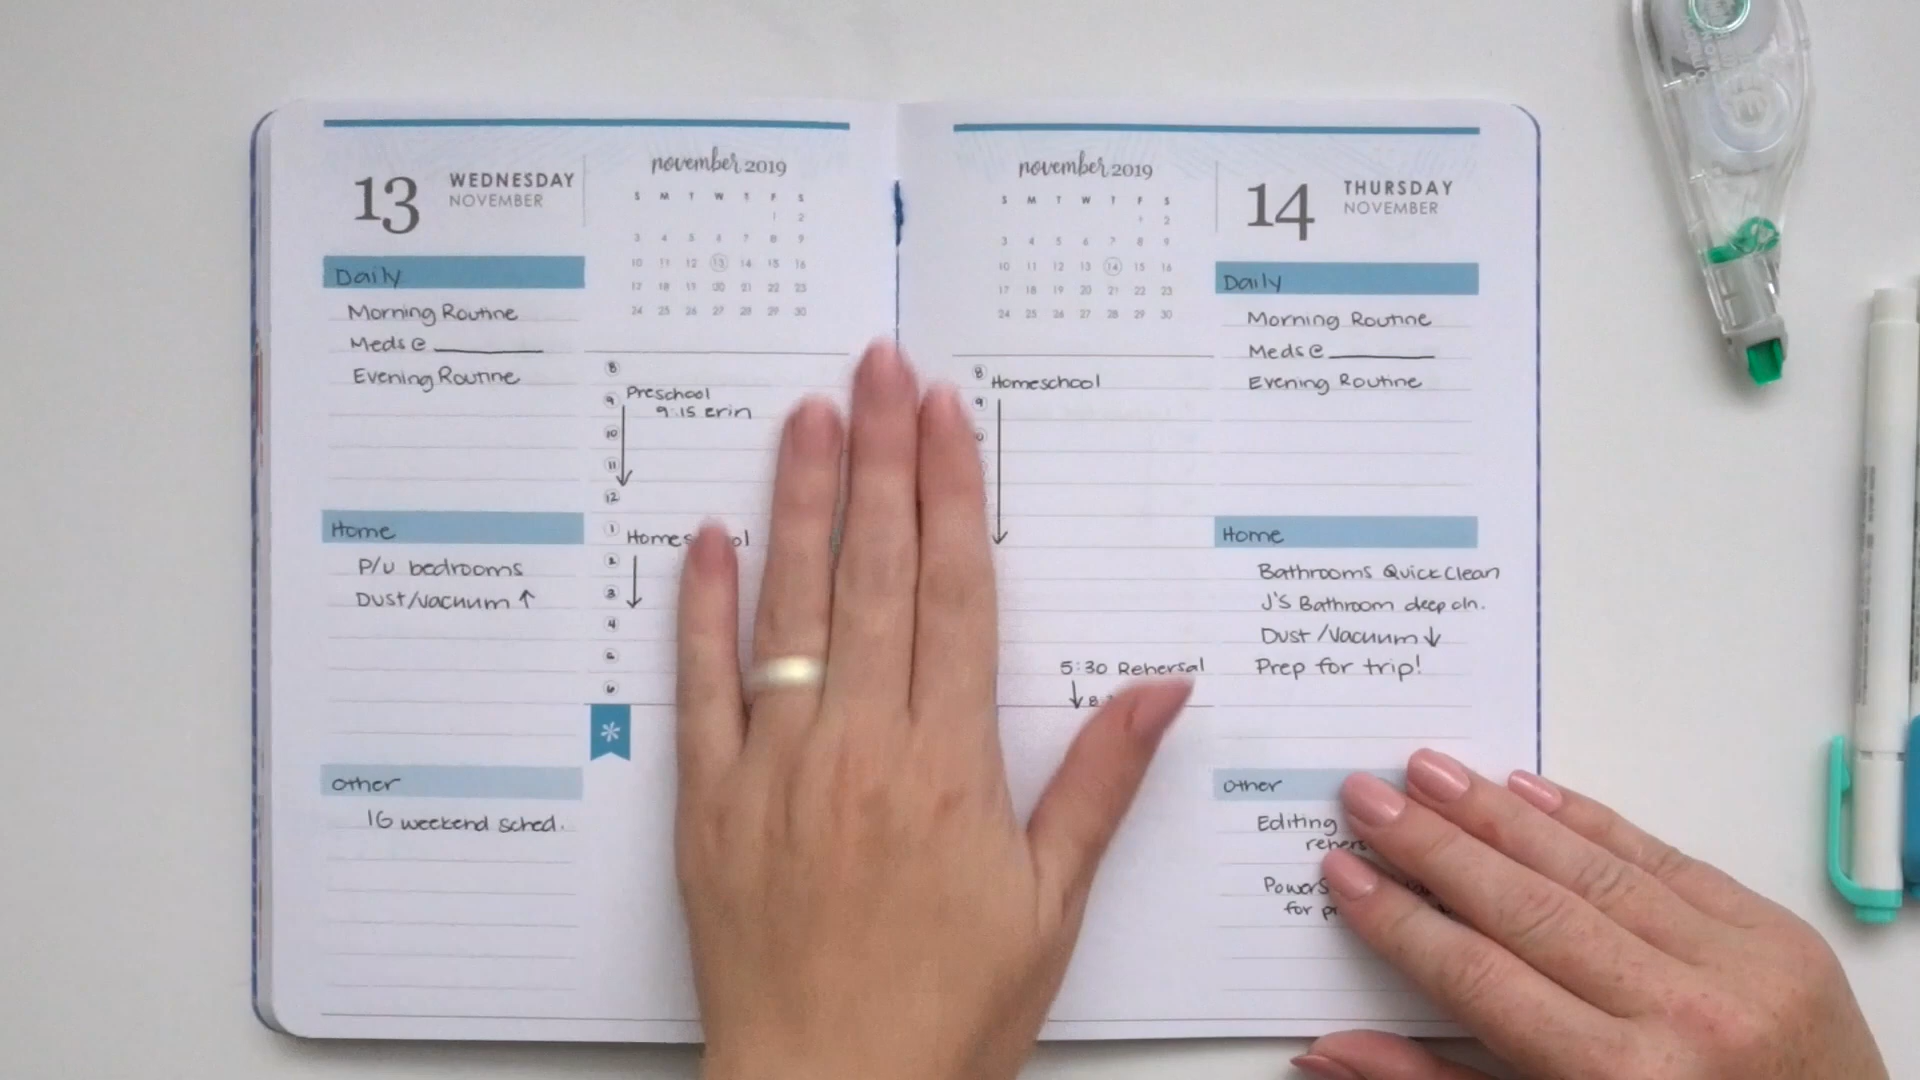 13 WEDNESDAY
NOVEMBER
november 2019
S M T W T F S
1 2
3 4 5 6 7 8 9
10 11 12 13 14 15 16
17 18 19 20 21 22 23
24 25 26 27 28 29 30
Daily
Morning Routine
Meds@
Evening Routine
Home
P/U bedrooms
Dust/Vacuum ↑
Other
IG weekend sched.
8
9 Preschool
9:15 erin
10
11
12
1 Homeschool
2
3
4
6
*
november 2019
S M T W T F S
1 2
3 4 5 6 7 8 9
10 11 12 13 14 15 16
17 18 19 20 21 22 23
24 25 26 27 28 29 30
8 Homeschool
9
5:30 Rehersal
↓ 8
14 THURSDAY
NOVEMBER
Daily
Morning Routine
Meds@
Evening Routine
Home
Bathrooms Quick Clean
J's Bathroom deep cln.
Dust/Vacuum ↓
Prep for trip!
Other
Editing
for